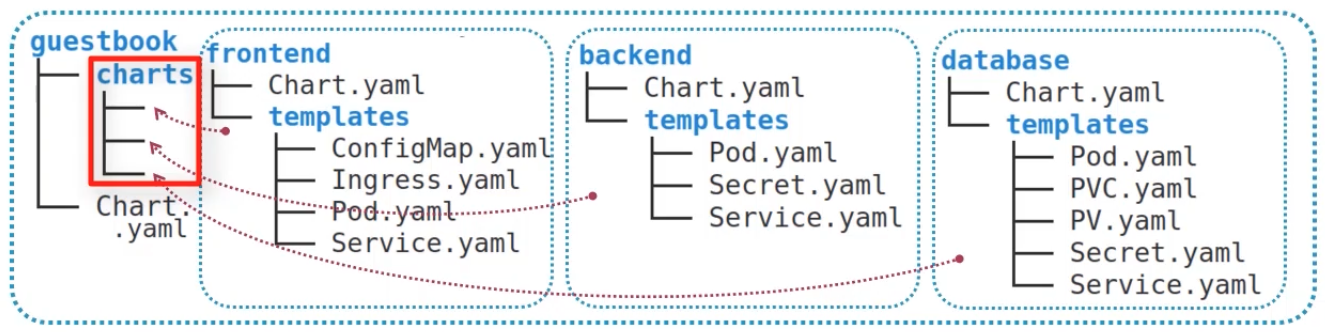 guestbook
charts
Chart.
.yaml
frontend
Chart.yaml
templates
ConfigMap.yaml
Ingress.yaml
Pod.yaml
Service.yaml
backend
Chart.yaml
templates
Pod.yaml
Secret.yaml
Service.yaml
database
Chart.yaml
templates
Pod.yaml
PVC.yaml
PV.yaml
Secret.yaml
Service.yaml